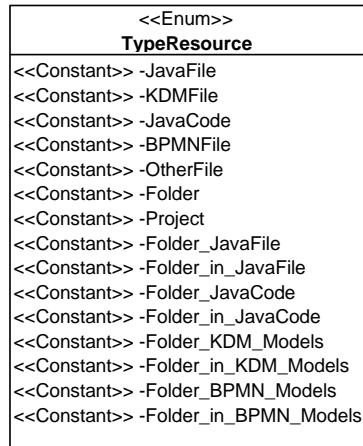 <<Enum>>
TypeResource
<<Constant>> -JavaFile
<<Constant>> -KDMFile
<<Constant>> -JavaCode
<<Constant>> -BPMNFile
<<Constant>> -OtherFile
<<Constant>> -Folder
<<Constant>> -Project
<<Constant>> -Folder_JavaFile
<<Constant>> -Folder_in_JavaFile
<<Constant>> -Folder_JavaCode
<<Constant>> -Folder_in_JavaCode
<<Constant>> -Folder_KDM_Models
<<Constant>> -Folder_in_KDM_Models
<<Constant>> -Folder_BPMN_Models
<<Constant>> -Folder_in_BPMN_Models